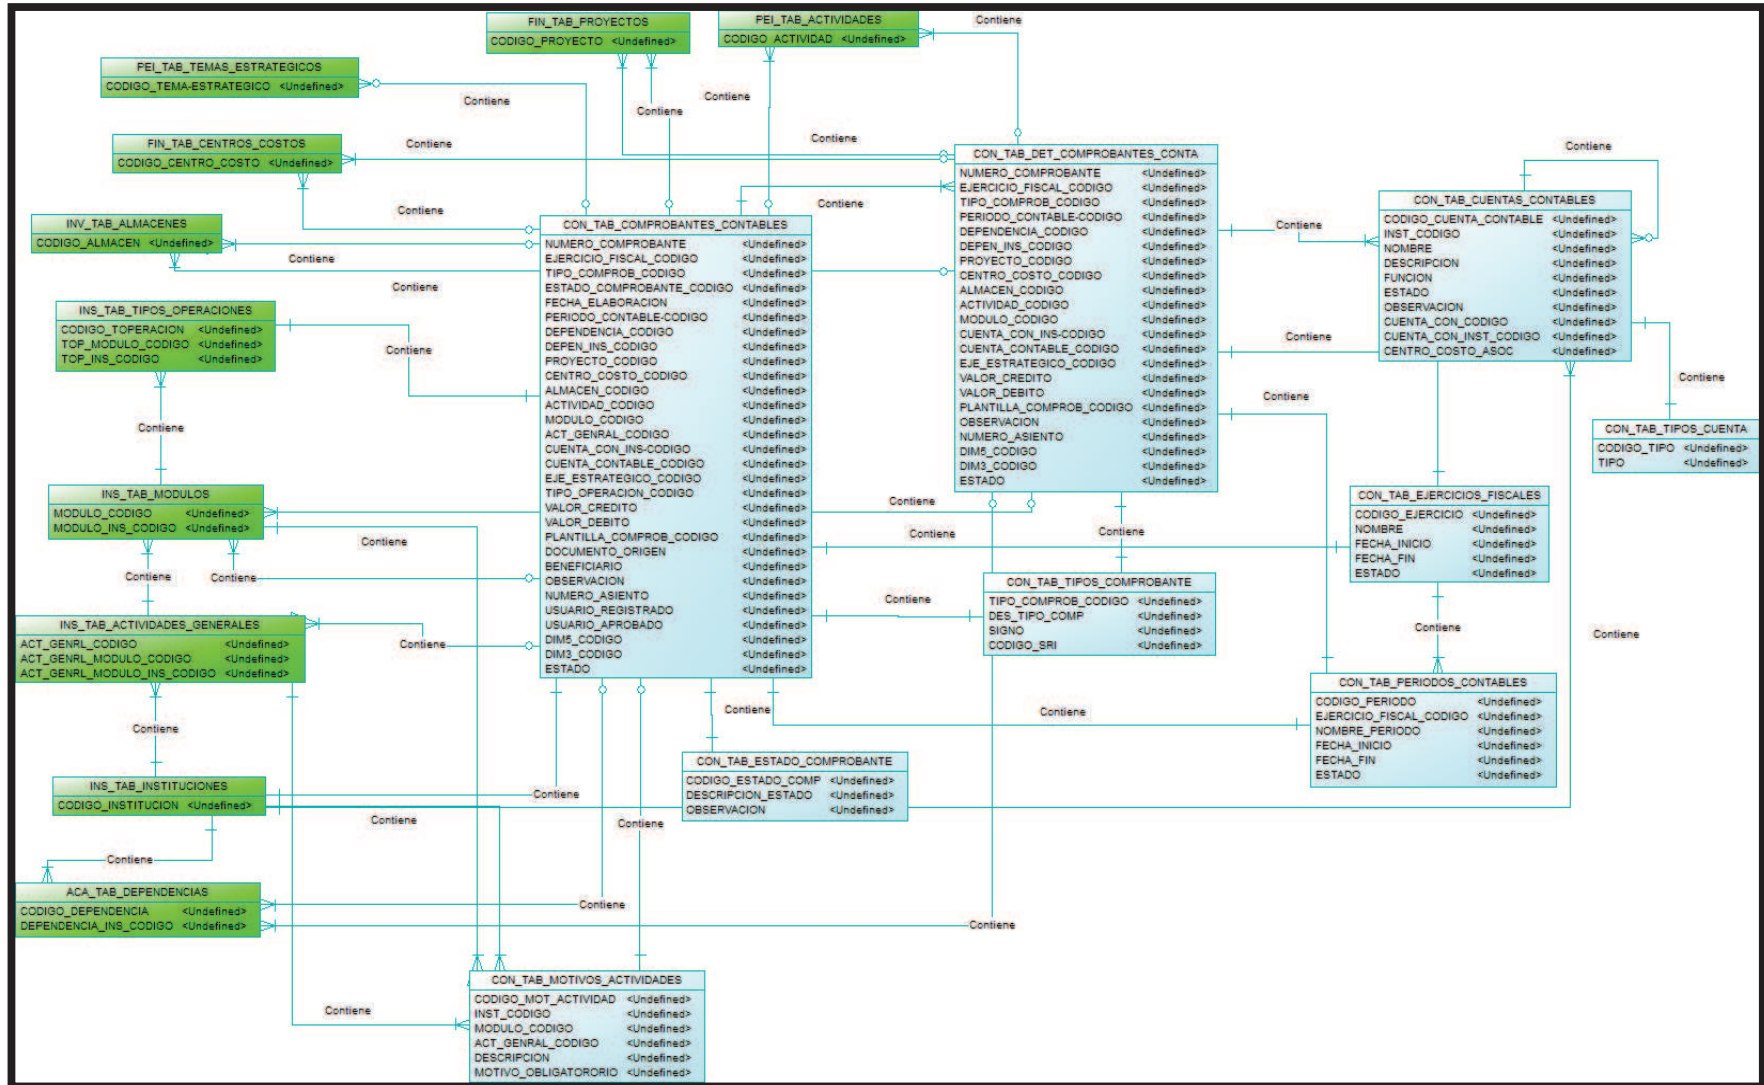 FIN_TAB_PROYECTOS
CODIGO_PROYECTO <Undefined>
PEI_TAB_ACTIVIDADES
CODIGO_ACTIVIDAD <Undefined>
Contiene
PEI_TAB_TEMAS_ESTRATEGICOS
CODIGO_TEMA-ESTRATEGICO <Undefined>
Contiene
Contiene
Contiene
FIN_TAB_CENTROS_COSTOS
CODIGO_CENTRO_COSTO <Undefined>
Contiene
Contiene
Contiene
Contiene
Contiene
INV_TAB_ALMACENES
CODIGO_ALMACEN <Undefined>
Contiene
Contiene
INS_TAB_TIPOS_OPERACIONES
CODIGO_TOPERACION <Undefined>
TOP_MODULO_CODIGO <Undefined>
TOP_INS_CODIGO <Undefined>
Contiene
Contiene
INS_TAB_MODULOS
MODULO_CODIGO <Undefined>
MODULO_INS_CODIGO <Undefined>
Contiene
Contiene
Contiene
INS_TAB_ACTIVIDADES_GENERALES
ACT_GENRL_CODIGO <Undefined>
ACT_GENRL_MODULO_CODIGO <Undefined>
ACT_GENRL_MODULO_INS_CODIGO <Undefined>
Contiene
Contiene
INS_TAB_INSTITUCIONES
CODIGO_INSTITUCION <Undefined>
Contiene
Contiene
ACA_TAB_DEPENDENCIAS
CODIGO_DEPENDENCIA <Undefined>
DEPENDENCIA_INS_CODIGO <Undefined>
CON_TAB_COMPROBANTES_CONTABLES
NUMERO_COMPROBANTE <Undefined>
EJERCICIO_FISCAL_CODIGO <Undefined>
TIPO_COMPROB_CODIGO <Undefined>
ESTADO_COMPROBANTE_CODIGO <Undefined>
FECHA_ELABORACION <Undefined>
PERIODO_CONTABLE-CODIGO <Undefined>
DEPENDENCIA_CODIGO <Undefined>
DEPEN_INS_CODIGO <Undefined>
PROYECTO_CODIGO <Undefined>
CENTRO_COSTO_CODIGO <Undefined>
ALMACEN_CODIGO <Undefined>
ACTIVIDAD_CODIGO <Undefined>
MODULO_CODIGO <Undefined>
ACT_GENRAL_CODIGO <Undefined>
CUENTA_CON_INS-CODIGO <Undefined>
CUENTA_CONTABLE_CODIGO <Undefined>
EJE_ESTRATEGICO_CODIGO <Undefined>
TIPO_OPERACION_CODIGO <Undefined>
VALOR_CREDITO <Undefined>
VALOR_DEBITO <Undefined>
PLANTILLA_COMPROB_CODIGO <Undefined>
DOCUMENTO_ORIGEN <Undefined>
BENEFICIARIO <Undefined>
OBSERVACION <Undefined>
NUMERO_ASIENTO <Undefined>
USUARIO_REGISTRADO <Undefined>
USUARIO_APROBADO <Undefined>
DIM5_CODIGO <Undefined>
DIM3_CODIGO <Undefined>
ESTADO <Undefined>
CON_TAB_DET_COMPROBANTES_CONTA
NUMERO_COMPROBANTE <Undefined>
EJERCICIO_FISCAL_CODIGO <Undefined>
TIPO_COMPROB_CODIGO <Undefined>
PERIODO_CONTABLE-CODIGO <Undefined>
DEPENDENCIA_CODIGO <Undefined>
DEPEN_INS_CODIGO <Undefined>
PROYECTO_CODIGO <Undefined>
CENTRO_COSTO_CODIGO <Undefined>
ALMACEN_CODIGO <Undefined>
ACTIVIDAD_CODIGO <Undefined>
MODULO_CODIGO <Undefined>
CUENTA_CON_INS-CODIGO <Undefined>
CUENTA_CONTABLE_CODIGO <Undefined>
EJE_ESTRATEGICO_CODIGO <Undefined>
VALOR_CREDITO <Undefined>
VALOR_DEBITO <Undefined>
PLANTILLA_COMPROB_CODIGO <Undefined>
OBSERVACION <Undefined>
NUMERO_ASIENTO <Undefined>
DIM5_CODIGO <Undefined>
DIM3_CODIGO <Undefined>
ESTADO <Undefined>
CON_TAB_CUENTAS_CONTABLES
CODIGO_CUENTA_CONTABLE <Undefined>
INST_CODIGO <Undefined>
NOMBRE <Undefined>
DESCRIPCION <Undefined>
FUNCION <Undefined>
ESTADO <Undefined>
OBSERVACION <Undefined>
CUENTA_CON_CODIGO <Undefined>
CUENTA_CON_INST_CODIGO <Undefined>
CENTRO_COSTO_ASOC <Undefined>
Contiene
Contiene
Contiene
Contiene
CON_TAB_TIPOS_CUENTA
CODIGO_TIPO <Undefined>
TIPO <Undefined>
CON_TAB_EJERCICIOS_FISCALES
CODIGO_EJERCICIO <Undefined>
NOMBRE <Undefined>
FECHA_INICIO <Undefined>
FECHA_FIN <Undefined>
ESTADO <Undefined>
Contiene
Contiene
Contiene
CON_TAB_TIPOS_COMPROBANTE
TIPO_COMPROB_CODIGO <Undefined>
DES_TIPO_COMP <Undefined>
SIGNO <Undefined>
CODIGO_SRI <Undefined>
Contiene
Contiene
Contiene
CON_TAB_PERIODOS_CONTABLES
CODIGO_PERIODO <Undefined>
EJERCICIO_FISCAL_CODIGO <Undefined>
NOMBRE_PERIODO <Undefined>
FECHA_INICIO <Undefined>
FECHA_FIN <Undefined>
ESTADO <Undefined>
Contiene
Contiene
CON_TAB_ESTADO_COMPROBANTE
CODIGO_ESTADO_COMP <Undefined>
DESCRIPCION_ESTADO <Undefined>
OBSERVACION <Undefined>
Contiene
Contiene
Contiene
Contiene
CON_TAB_MOTIVOS_ACTIVIDADES
CODIGO_MOT_ACTIVIDAD <Undefined>
INST_CODIGO <Undefined>
MODULO_CODIGO <Undefined>
ACT_GENRAL_CODIGO <Undefined>
DESCRIPCION <Undefined>
MOTIVO_OBLIGATORORIO <Undefined>
Contiene